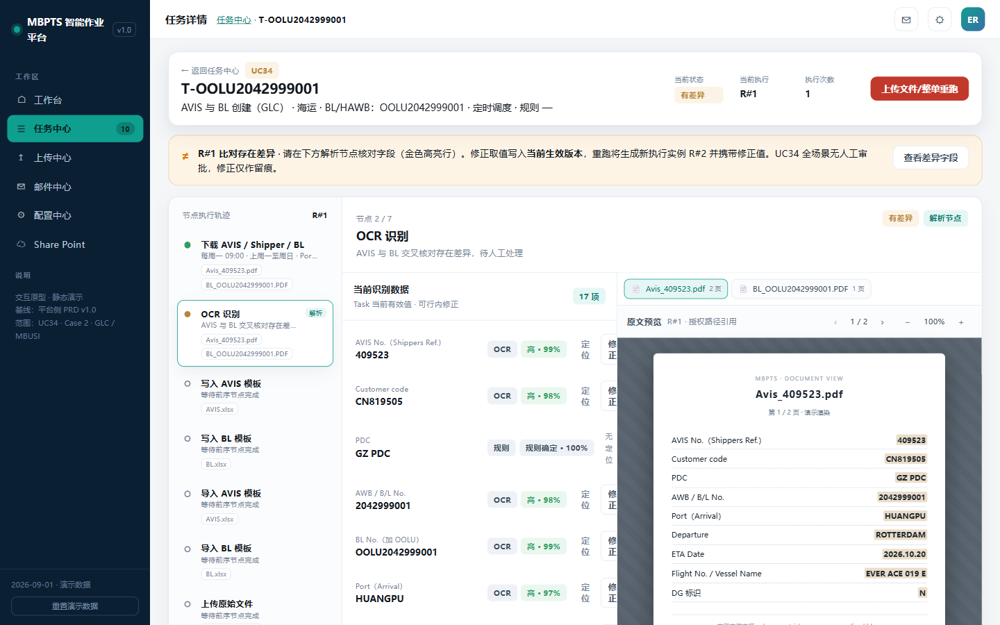 MBPTS 智能作业平台
v1.0
工作区
工作台
任务中心 10
上传中心
邮件中心
配置中心
Share Point
说明
交互原型 · 静态演示
基线：平台侧 PRD v1.0
范围：UC34 · Case 2 · GLC /
MBUSI
2026-09-01 · 演示数据
重置演示数据
任务详情 任务中心 · T-OOLU2042999001
ER
← 返回任务中心 UC34
T-OOLU2042999001
AVIS 与 BL 创建（GLC） · 海运 · BL/HAWB：OOLU2042999001 · 定时调度 · 规则 —
当前状态
有差异
当前执行
R#1
执行次数
1
上传文件/整单重跑
≠
R#1 比对存在差异 · 请在下方解析节点核对字段（金色高亮行）。修正取值写入当前生效版本，重跑将生成新执行实例 R#2 并携带修正值。UC34 全场景无人工审
批，修正仅作留痕。
查看差异字段
节点执行轨迹 R#1
下载 AVIS / Shipper / BL
每周一 09:00 · 上周一至周日 · Por...
Avis_409523.pdf
BL_OOLU2042999001.PDF
OCR 识别 解析
AVIS 与 BL 交叉核对存在差...
Avis_409523.pdf
BL_OOLU2042999001.PDF
写入 AVIS 模板
等待前序节点完成
AVIS.xlsx
写入 BL 模板
等待前序节点完成
BL.xlsx
导入 AVIS 模板
等待前序节点完成
AVIS.xlsx
导入 BL 模板
等待前序节点完成
BL.xlsx
上传原始文件
等待前序节点完成
节点 2 / 7
OCR 识别
AVIS 与 BL 交叉核对存在差异，待人工处理
有差异 解析节点
当前识别数据
Task 当前有效值 · 可行内修正
17 项
AVIS No.（Shippers Ref.）
409523
OCR 高 • 99% 定位 修正
Customer code
CN819505
OCR 高 • 98% 定位 修正
PDC
GZ PDC
规则 规则确定 • 100% 无定位
AWB / B/L No.
2042999001
OCR 高 • 98% 定位 修正
BL No.（加 OOLU）
OOLU2042999001
OCR 高 • 99% 定位 修正
Port（Arrival）
HUANGPU
OCR 高 • 97% 定位 修正
Avis_409523.pdf 2 页
BL_OOLU2042999001.PDF 1 页
原文预览 R#1 · 授权路径引用
‹ 1 / 2 › − 100% +
MBPTS · DOCUMENT VIEW
Avis_409523.pdf
第 1 / 2 页 · 演示渲染
AVIS No.（Shippers Ref.） 409523
Customer code CN819505
PDC GZ PDC
AWB / B/L No. 2042999001
Port（Arrival） HUANGPU
Departure ROTTERDAM
ETA Date 2026.10.20
Flight No. / Vessel Name EVER ACE 019 E
DG 标识 N